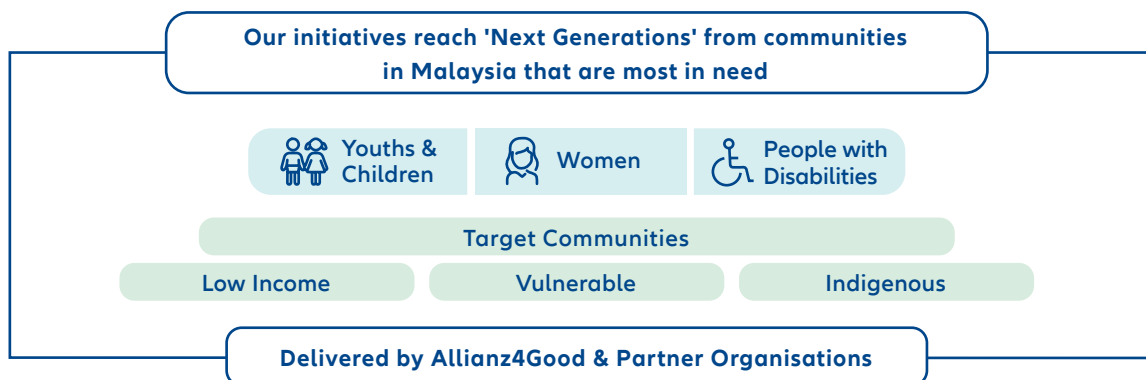 Our initiatives reach 'Next Generations' from communities
in Malaysia that are most in need
Youths &
Children
Women
People with
Disabilities
Target Communities
Low Income
Vulnerable
Indigenous
Delivered by Allianz4Good & Partner Organisations